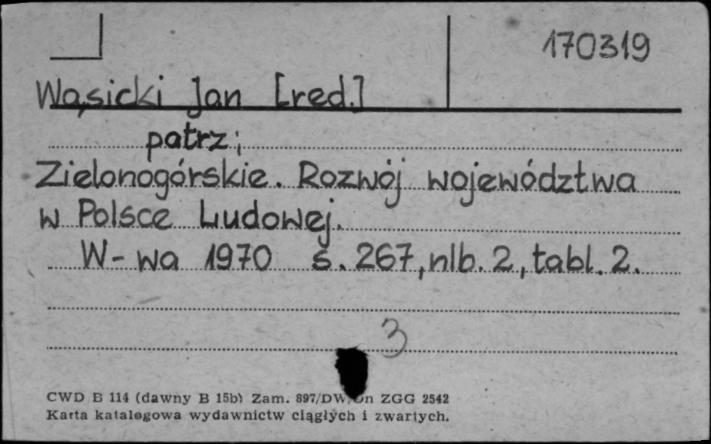 170319
Wąsicki Jan [red.]
patrz:
Zielonogórskie. Rozwój województwa
w Polsce Ludowej.
W-wa 1970 s. 267, nlb. 2, tabl. 2.
3
CWD B 114 (dawny B 15b) Zam. 897/DW/Dn ZGG 2542
Karta katalogowa wydawnictw ciągłych i zwartych.